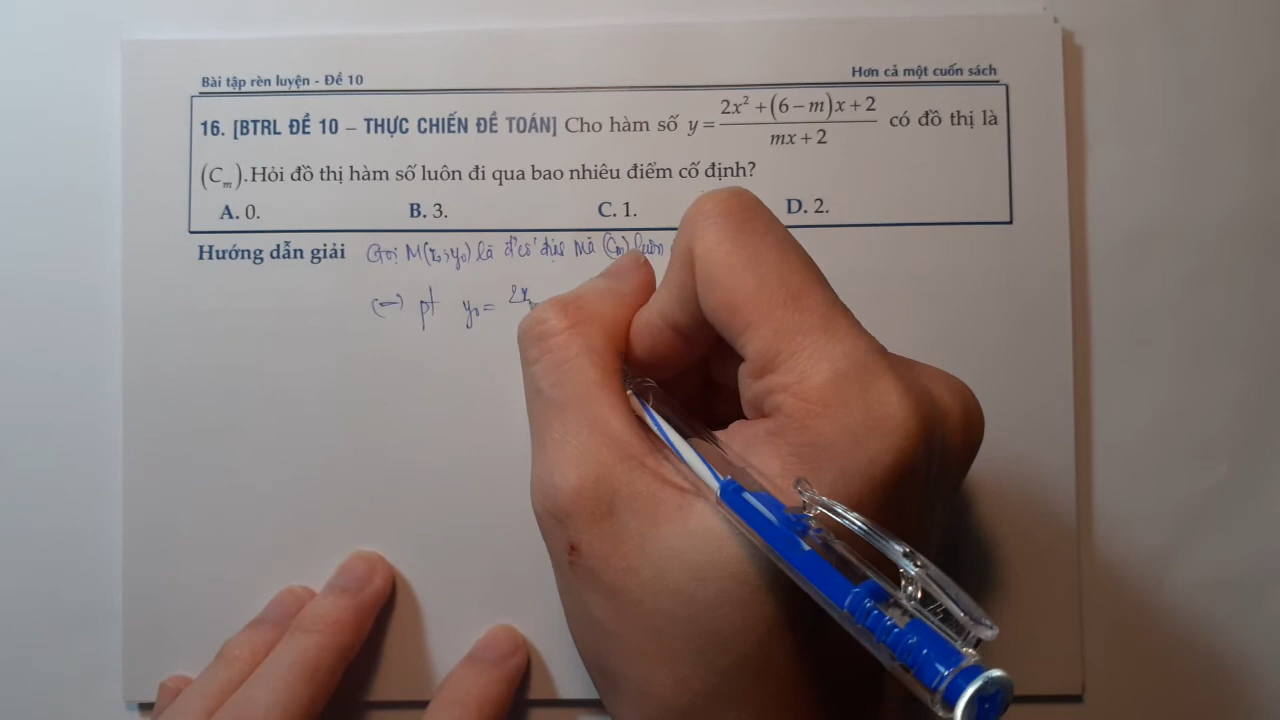 Bài tập rèn luyện - Đề 10
Hơn cả một cuốn sách
16. [BTRL ĐỀ 10 – THỰC CHIẾN ĐỀ TOÁN] Cho hàm số y = (2x² + (6 − m)x + 2)/(mx + 2) có đồ thị là
(Cₘ).Hỏi đồ thị hàm số luôn đi qua bao nhiêu điểm cố định?
A. 0. B. 3. C. 1. D. 2.
Hướng dẫn giải Gọi M(x₀;y₀) là đ' cố định mà (Cₘ) luôn
pt y₀ = 2x